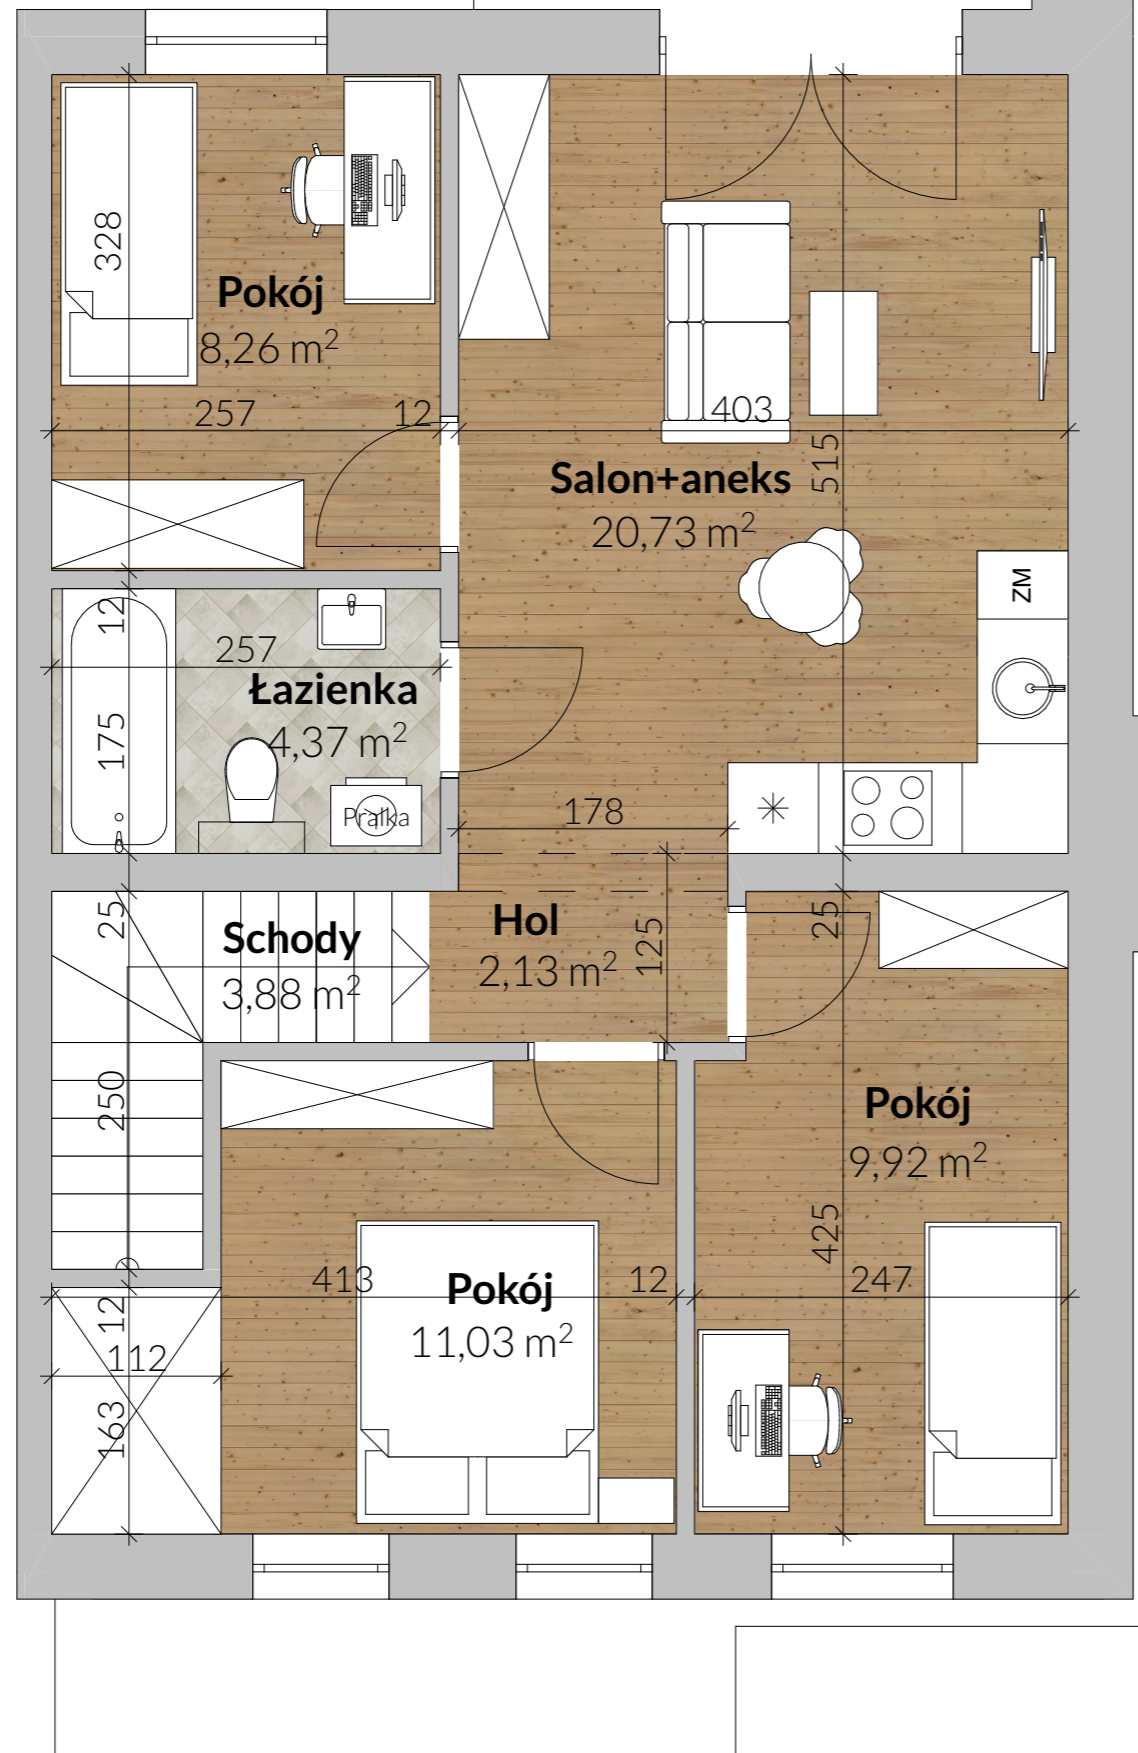 328
Pokój
8,26 m²
257
12
403
515
Salon+aneks
20,73 m²
ZM
12
257
Łazienka
4,37 m²
175
Pralka
178
25
Schody
3,88 m²
Hol
2,13 m²
125
25
250
Pokój
9,92 m²
425
413
Pokój
11,03 m²
12
247
12
112
163